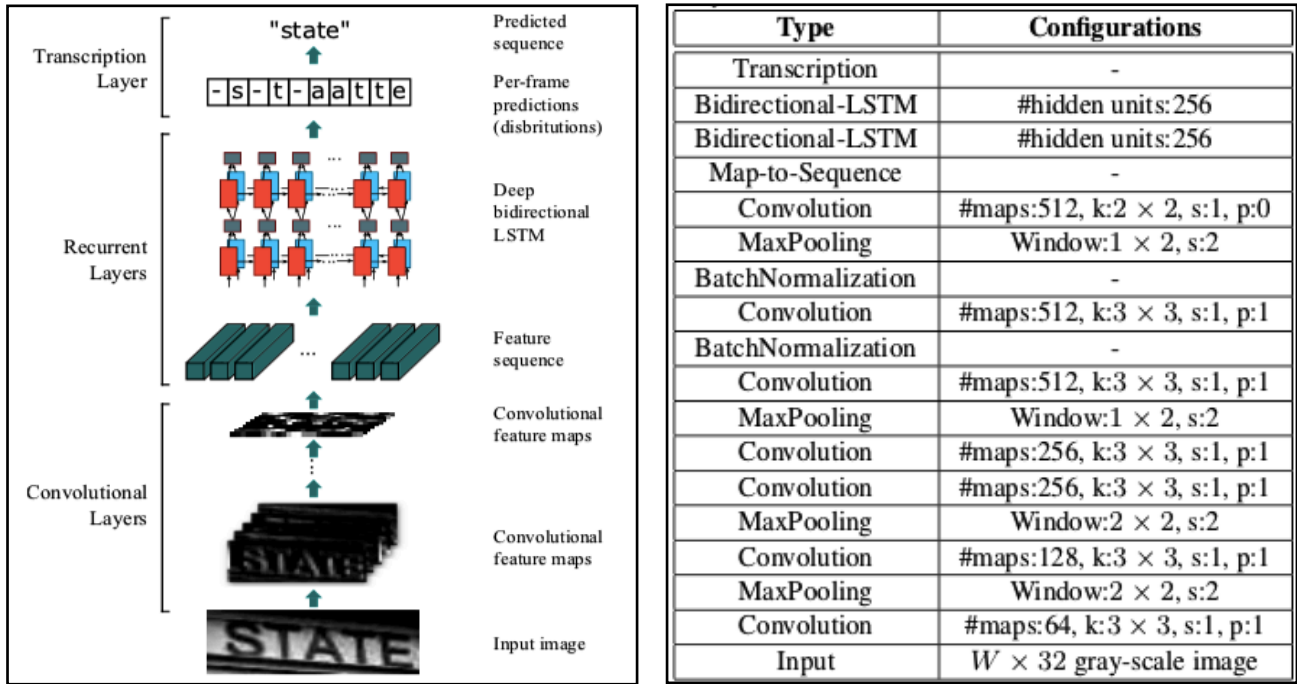 "state"
Predicted
sequence
Transcription
Layer
- s - t - a a t t e
Per-frame
predictions
(disbritutions)
...
...
Deep
bidirectional
LSTM
Recurrent
Layers
...
Feature
sequence
Convolutional
feature maps
Convolutional
Layers
STATE
Convolutional
feature maps
STATE
Input image
Type Configurations
Transcription -
Bidirectional-LSTM #hidden units:256
Bidirectional-LSTM #hidden units:256
Map-to-Sequence -
Convolution #maps:512, k:2 × 2, s:1, p:0
MaxPooling Window:1 × 2, s:2
BatchNormalization -
Convolution #maps:512, k:3 × 3, s:1, p:1
BatchNormalization -
Convolution #maps:512, k:3 × 3, s:1, p:1
MaxPooling Window:1 × 2, s:2
Convolution #maps:256, k:3 × 3, s:1, p:1
Convolution #maps:256, k:3 × 3, s:1, p:1
MaxPooling Window:2 × 2, s:2
Convolution #maps:128, k:3 × 3, s:1, p:1
MaxPooling Window:2 × 2, s:2
Convolution #maps:64, k:3 × 3, s:1, p:1
Input W × 32 gray-scale image